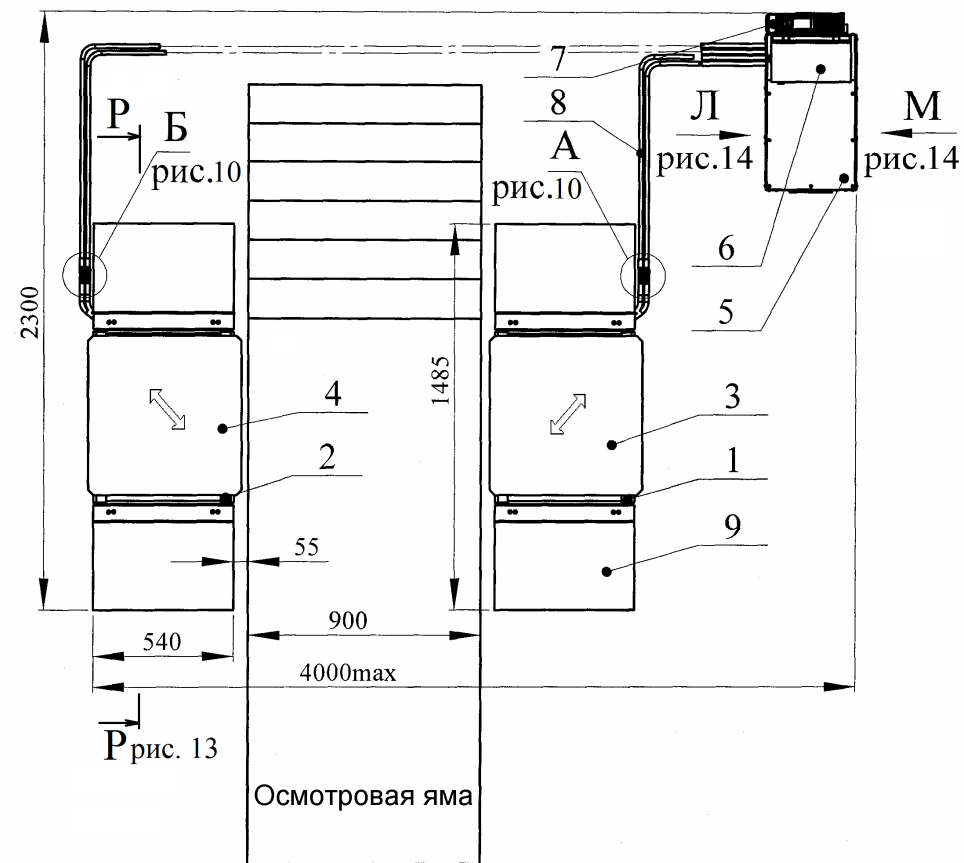 7
8
Р
Б
рис.10
А
рис.10
Л
рис.14
М
рис.14
6
5
2300
1485
4
3
2
1
9
55
900
540
4000max
Р рис. 13
Осмотровая яма